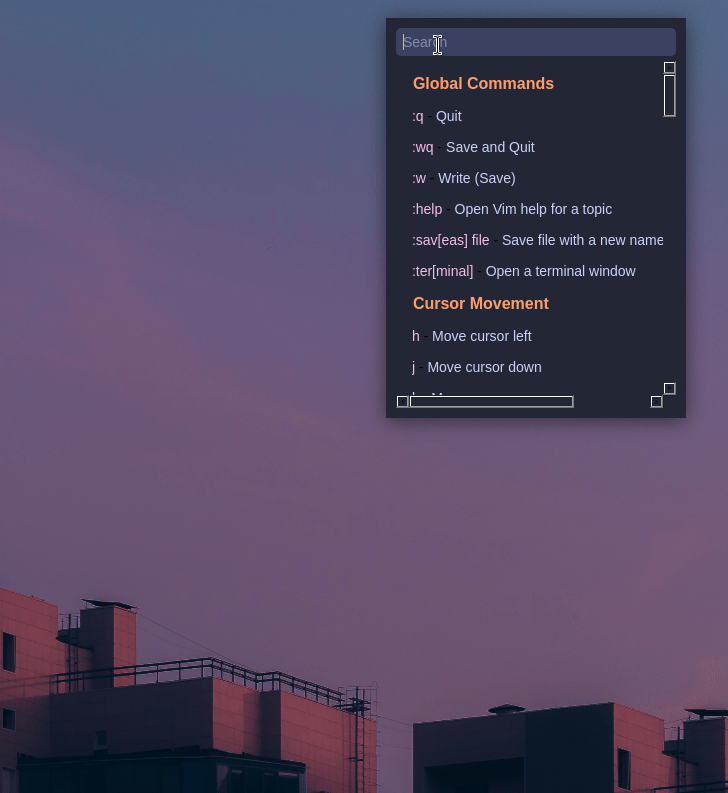 Search
Global Commands
:q - Quit
:wq - Save and Quit
:w - Write (Save)
:help - Open Vim help for a topic
:sav[eas] file - Save file with a new name
:ter[minal] - Open a terminal window
Cursor Movement
h - Move cursor left
j - Move cursor down